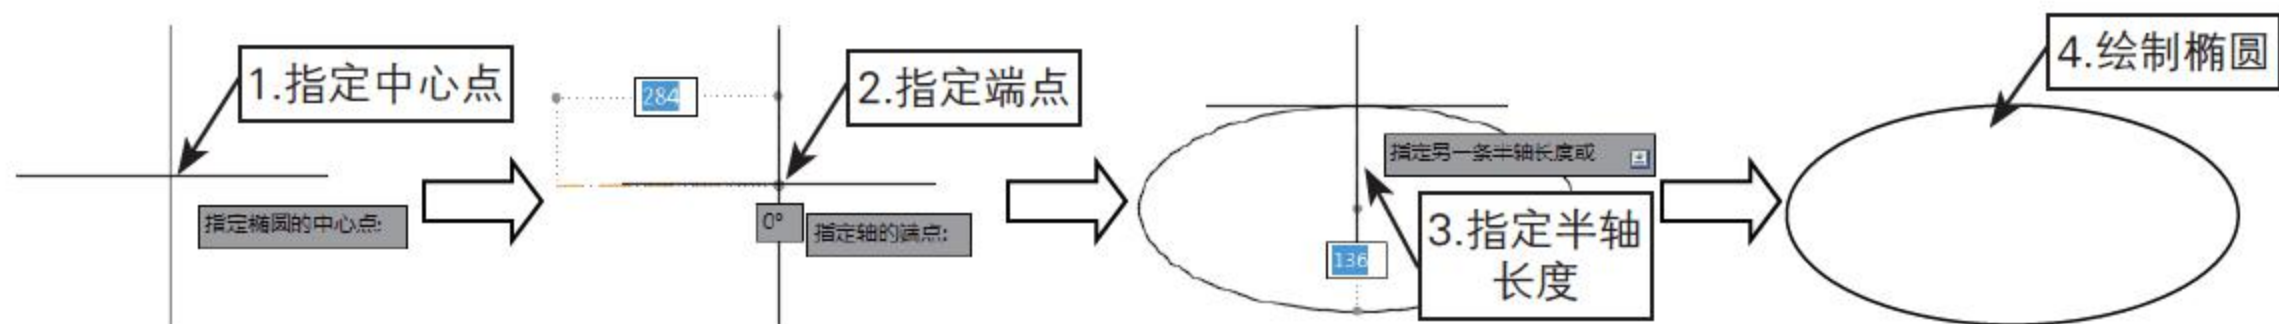 1.指定中心点
指定椭圆的中心点:
284
2.指定端点
0°
指定轴的端点:
指定另一条半轴长度或
3.指定半轴
长度
136
4.绘制椭圆